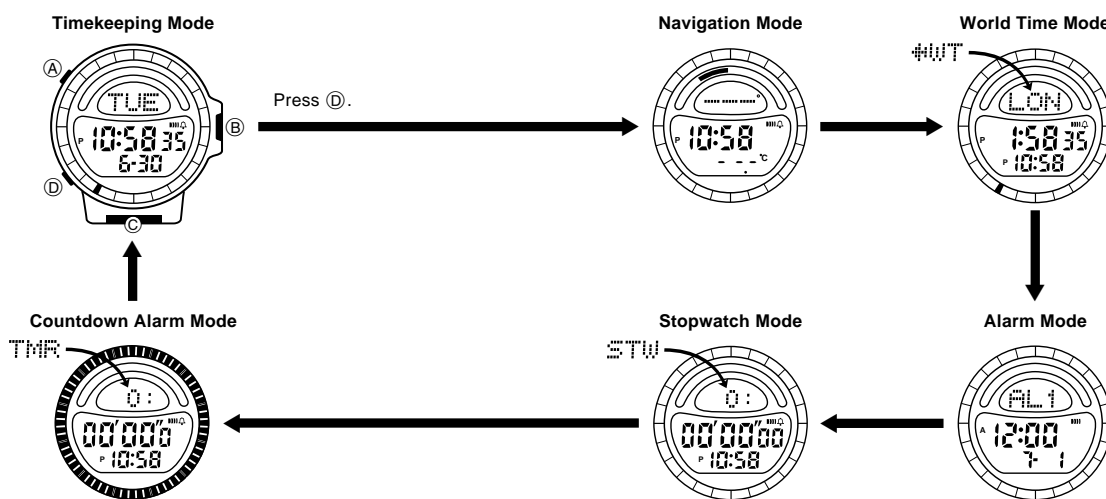 Timekeeping Mode
Navigation Mode
World Time Mode
Ⓐ
TUE
P 10:58 35
6-30
Ⓑ
Ⓓ
Ⓒ
Press Ⓓ.
-- -- --°
P 10:58
- - -.°C
WT
LON
P 1:58 35
P 10:58
Countdown Alarm Mode
Stopwatch Mode
Alarm Mode
TMR
0:
00'00"0
P 10:58
STW
0:
00'00"00
P 10:58
AL1
A 12:00
7- 1